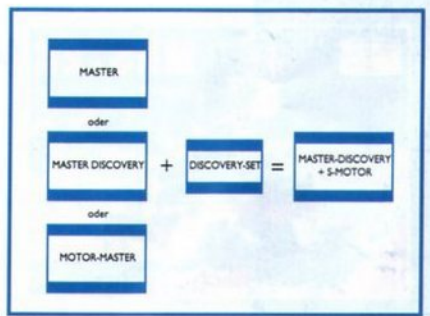 MASTER
oder
MASTER DISCOVERY + DISCOVERY-SET = MASTER-DISCOVERY
+ S-MOTOR
oder
MOTOR-MASTER